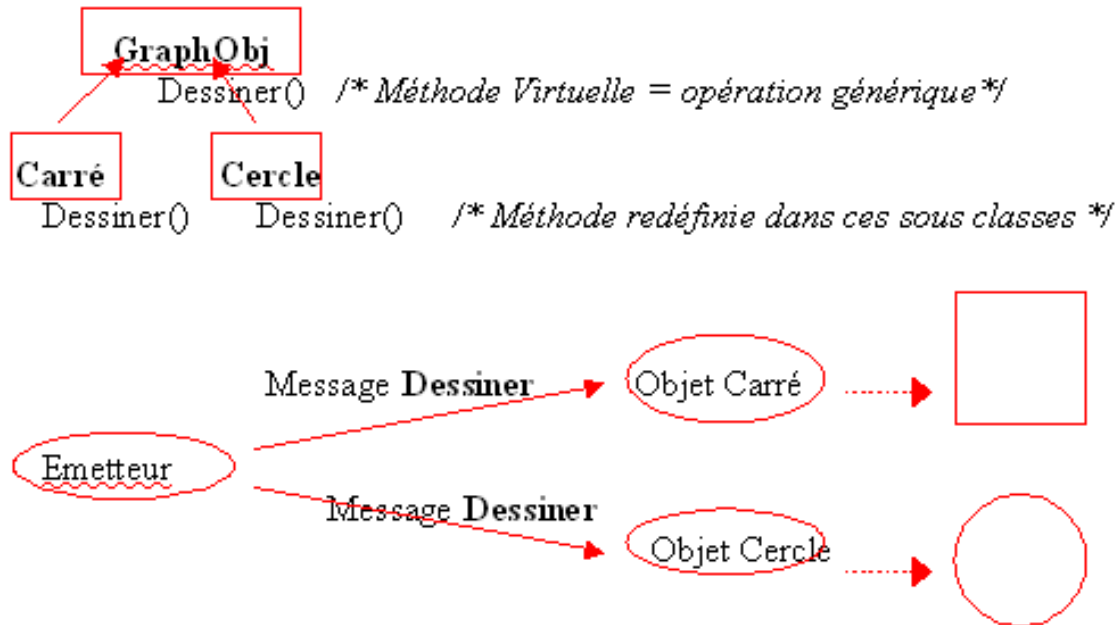 GraphObj
Dessiner() /* Méthode Virtuelle = opération générique*/
Carré Cercle
Dessiner() Dessiner() /* Méthode redéfinie dans ces sous classes */
Message Dessiner Objet Carré
Emetteur
Message Dessiner
Objet Cercle